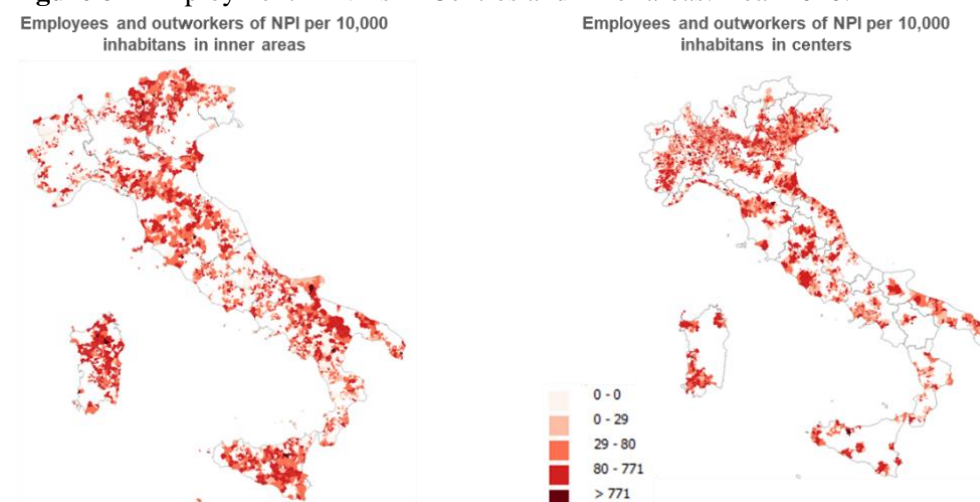 Employees and outworkers of NPI per 10,000
inhabitans in inner areas
Employees and outworkers of NPI per 10,000
inhabitans in centers
0 - 0
0 - 29
29 - 80
80 - 771
> 771